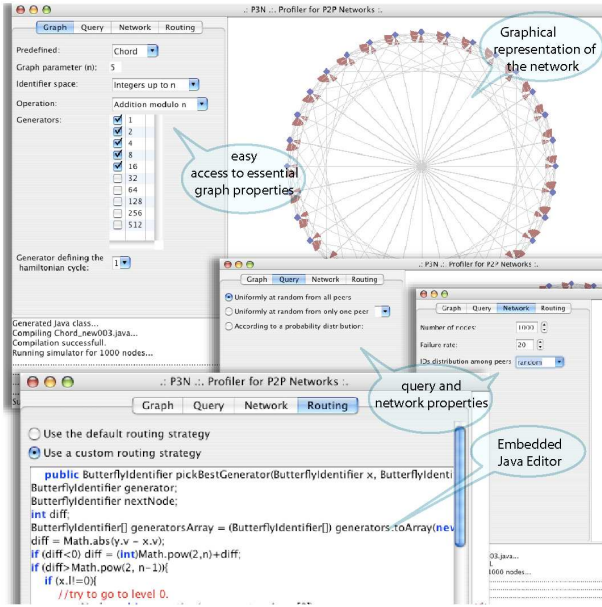 .: P3N .:. Profiler for P2P Networks :.
Graph Query Network Routing
Predefined: Chord
Graph parameter (n): 5
Identifier space: Integers up to n
Operation: Addition modulo n
Generators:
1
2
4
8
16
32
64
128
256
512
Generator defining the
hamiltonian cycle: 1
Graphical
representation of
the network
easy
access to essential
graph properties
Generated Java class...
Compiling Chord_new003.java...
Compilation successfull.
Running simulator for 1000 nodes...
.: P3N .:. Profiler for P2P Networks :.
Graph Query Network Routing
Uniformly at random from all peers
Uniformly at random from only one peer
According to a probability distribution:
Graph Query Network Routing
Number of nodes: 1000
Failure rate: 20
IDs distribution among peers random
query and
network properties
Embedded
Java Editor
.: P3N .:. Profiler for P2P Networks :.
Graph Query Network Routing
Use the default routing strategy
Use a custom routing strategy
public ButterflyIdentifier pickBestGenerator(ButterflyIdentifier x, ButterflyIdenti
ButterflyIdentifier generator;
ButterflyIdentifier nextNode;
int diff;
ButterflyIdentifier[] generatorsArray = (ButterflyIdentifier[]) generators.toArray(new
diff = Math.abs(y.v - x.v);
if (diff<0) diff = (int)Math.pow(2,n)+diff;
if (diff>Math.pow(2, n-1)){
if (x.l!=0){
//try to go to level 0.
03.java...
1000 nodes...